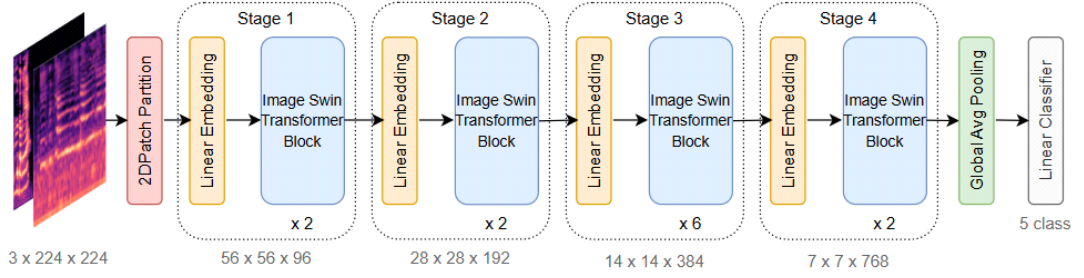 Stage 1
Stage 2
Stage 3
Stage 4
2DPatch Partition
Linear Embedding
Image Swin
Transformer
Block
x 2
Linear Embedding
Image Swin
Transformer
Block
x 2
Linear Embedding
Image Swin
Transformer
Block
x 6
Linear Embedding
Image Swin
Transformer
Block
x 2
Global Avg Pooling
Linear Classifier
5 class
3 x 224 x 224
56 x 56 x 96
28 x 28 x 192
14 x 14 x 384
7 x 7 x 768